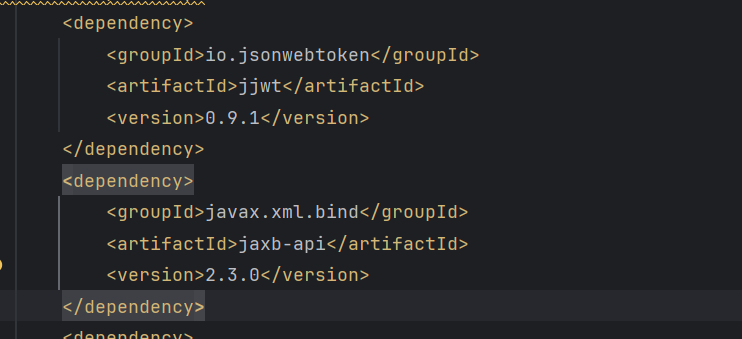 <dependency>
<groupId>io.jsonwebtoken</groupId>
<artifactId>jjwt</artifactId>
<version>0.9.1</version>
</dependency>
<dependency>
<groupId>javax.xml.bind</groupId>
<artifactId>jaxb-api</artifactId>
<version>2.3.0</version>
</dependency>
<dependency>